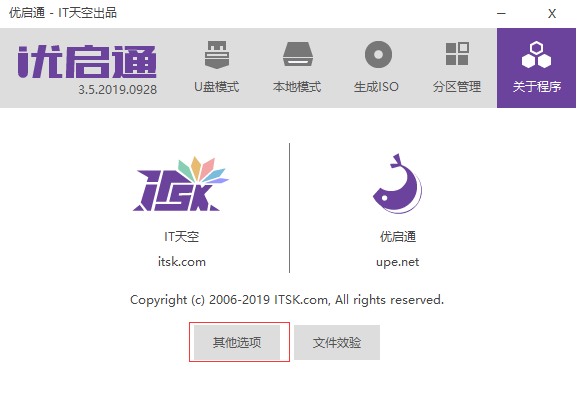 优启通 - IT天空出品
优启通
3.5.2019.0928
U盘模式
本地模式
生成ISO
分区管理
关于程序
ITSK
IT天空
itsk.com
优启通
upe.net
Copyright (c) 2006-2019 ITSK.com, All rights reserved.
其他选项
文件效验